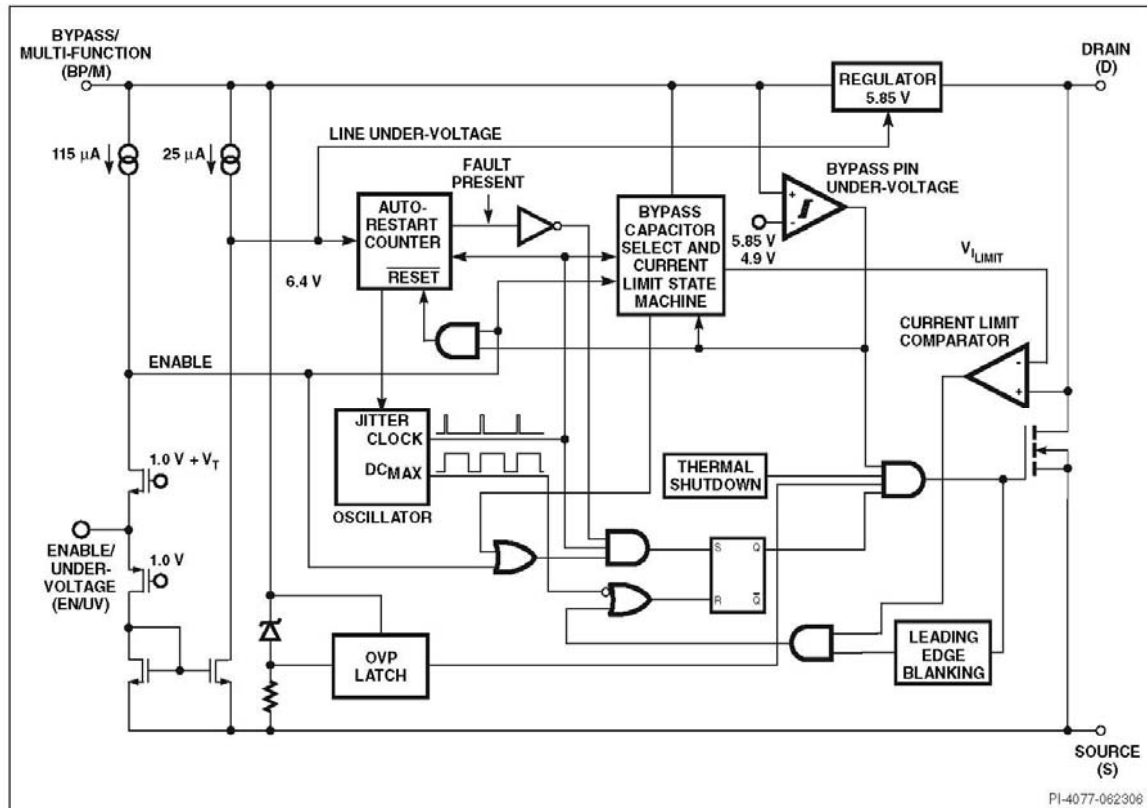 BYPASS/
MULTI-FUNCTION
(BP/M)
DRAIN
(D)
REGULATOR
5.85 V
LINE UNDER-VOLTAGE
115 µA
25 µA
FAULT
PRESENT
BYPASS PIN
UNDER-VOLTAGE
AUTO-
RESTART
COUNTER
RESET
BYPASS
CAPACITOR
SELECT AND
CURRENT
LIMIT STATE
MACHINE
+
-
5.85 V
4.9 V
VILIMIT
6.4 V
CURRENT LIMIT
COMPARATOR
-
+
ENABLE
JITTER
CLOCK
DCMAX
OSCILLATOR
1.0 V + VT
THERMAL
SHUTDOWN
ENABLE/
UNDER-
VOLTAGE
(EN/UV)
1.0 V
S Q
R Q
OVP
LATCH
LEADING
EDGE
BLANKING
SOURCE
(S)
PI-4077-062306